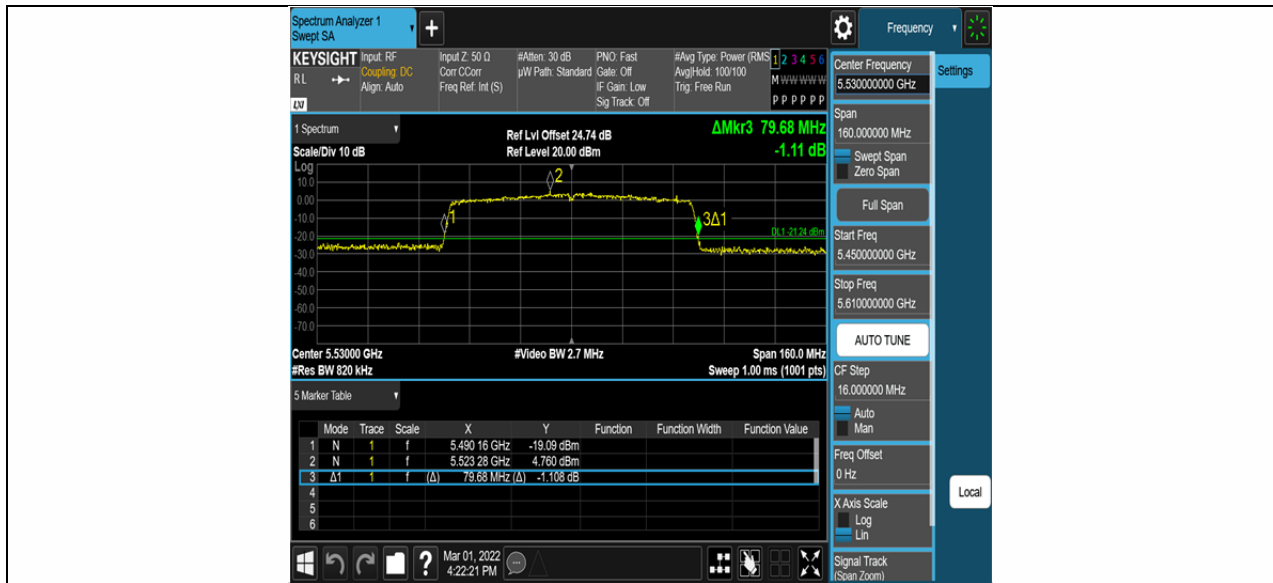 Spectrum Analyzer 1
Swept SA
+
Frequency
KEYSIGHT
RL
LXI
Input: RF
Coupling: DC
Align: Auto
Input Z: 50 Ω
Corr CCorr
Freq Ref: Int (S)
#Atten: 30 dB
µW Path: Standard
PNO: Fast
Gate: Off
IF Gain: Low
Sig Track: Off
#Avg Type: Power (RMS
Avg|Hold: 100/100
Trig: Free Run
1 2 3 4 5 6
M W W W W W
P P P P P P
1 Spectrum
Scale/Div 10 dB
Ref Lvl Offset 24.74 dB
Ref Level 20.00 dBm
ΔMkr3 79.68 MHz
-1.11 dB
Log
10.0
0.00
-10.0
-20.0
-30.0
-40.0
-50.0
-60.0
-70.0
1
2
3Δ1
DL1 -21.24 dBm
Center 5.53000 GHz
#Res BW 820 kHz
#Video BW 2.7 MHz
Span 160.0 MHz
Sweep 1.00 ms (1001 pts)
5 Marker Table
Mode Trace Scale X Y Function Function Width Function Value
1 N 1 f 5.490 16 GHz -19.09 dBm
2 N 1 f 5.523 28 GHz 4.760 dBm
3 Δ1 1 f (Δ) 79.68 MHz (Δ) -1.108 dB
4
5
6
?
Mar 01, 2022
4:22:21 PM
Center Frequency
5.530000000 GHz
Span
160.000000 MHz
Swept Span
Zero Span
Full Span
Start Freq
5.450000000 GHz
Stop Freq
5.610000000 GHz
AUTO TUNE
CF Step
16.000000 MHz
Auto
Man
Freq Offset
0 Hz
X Axis Scale
Log
Lin
Signal Track
(Span Zoom)
Settings
Local